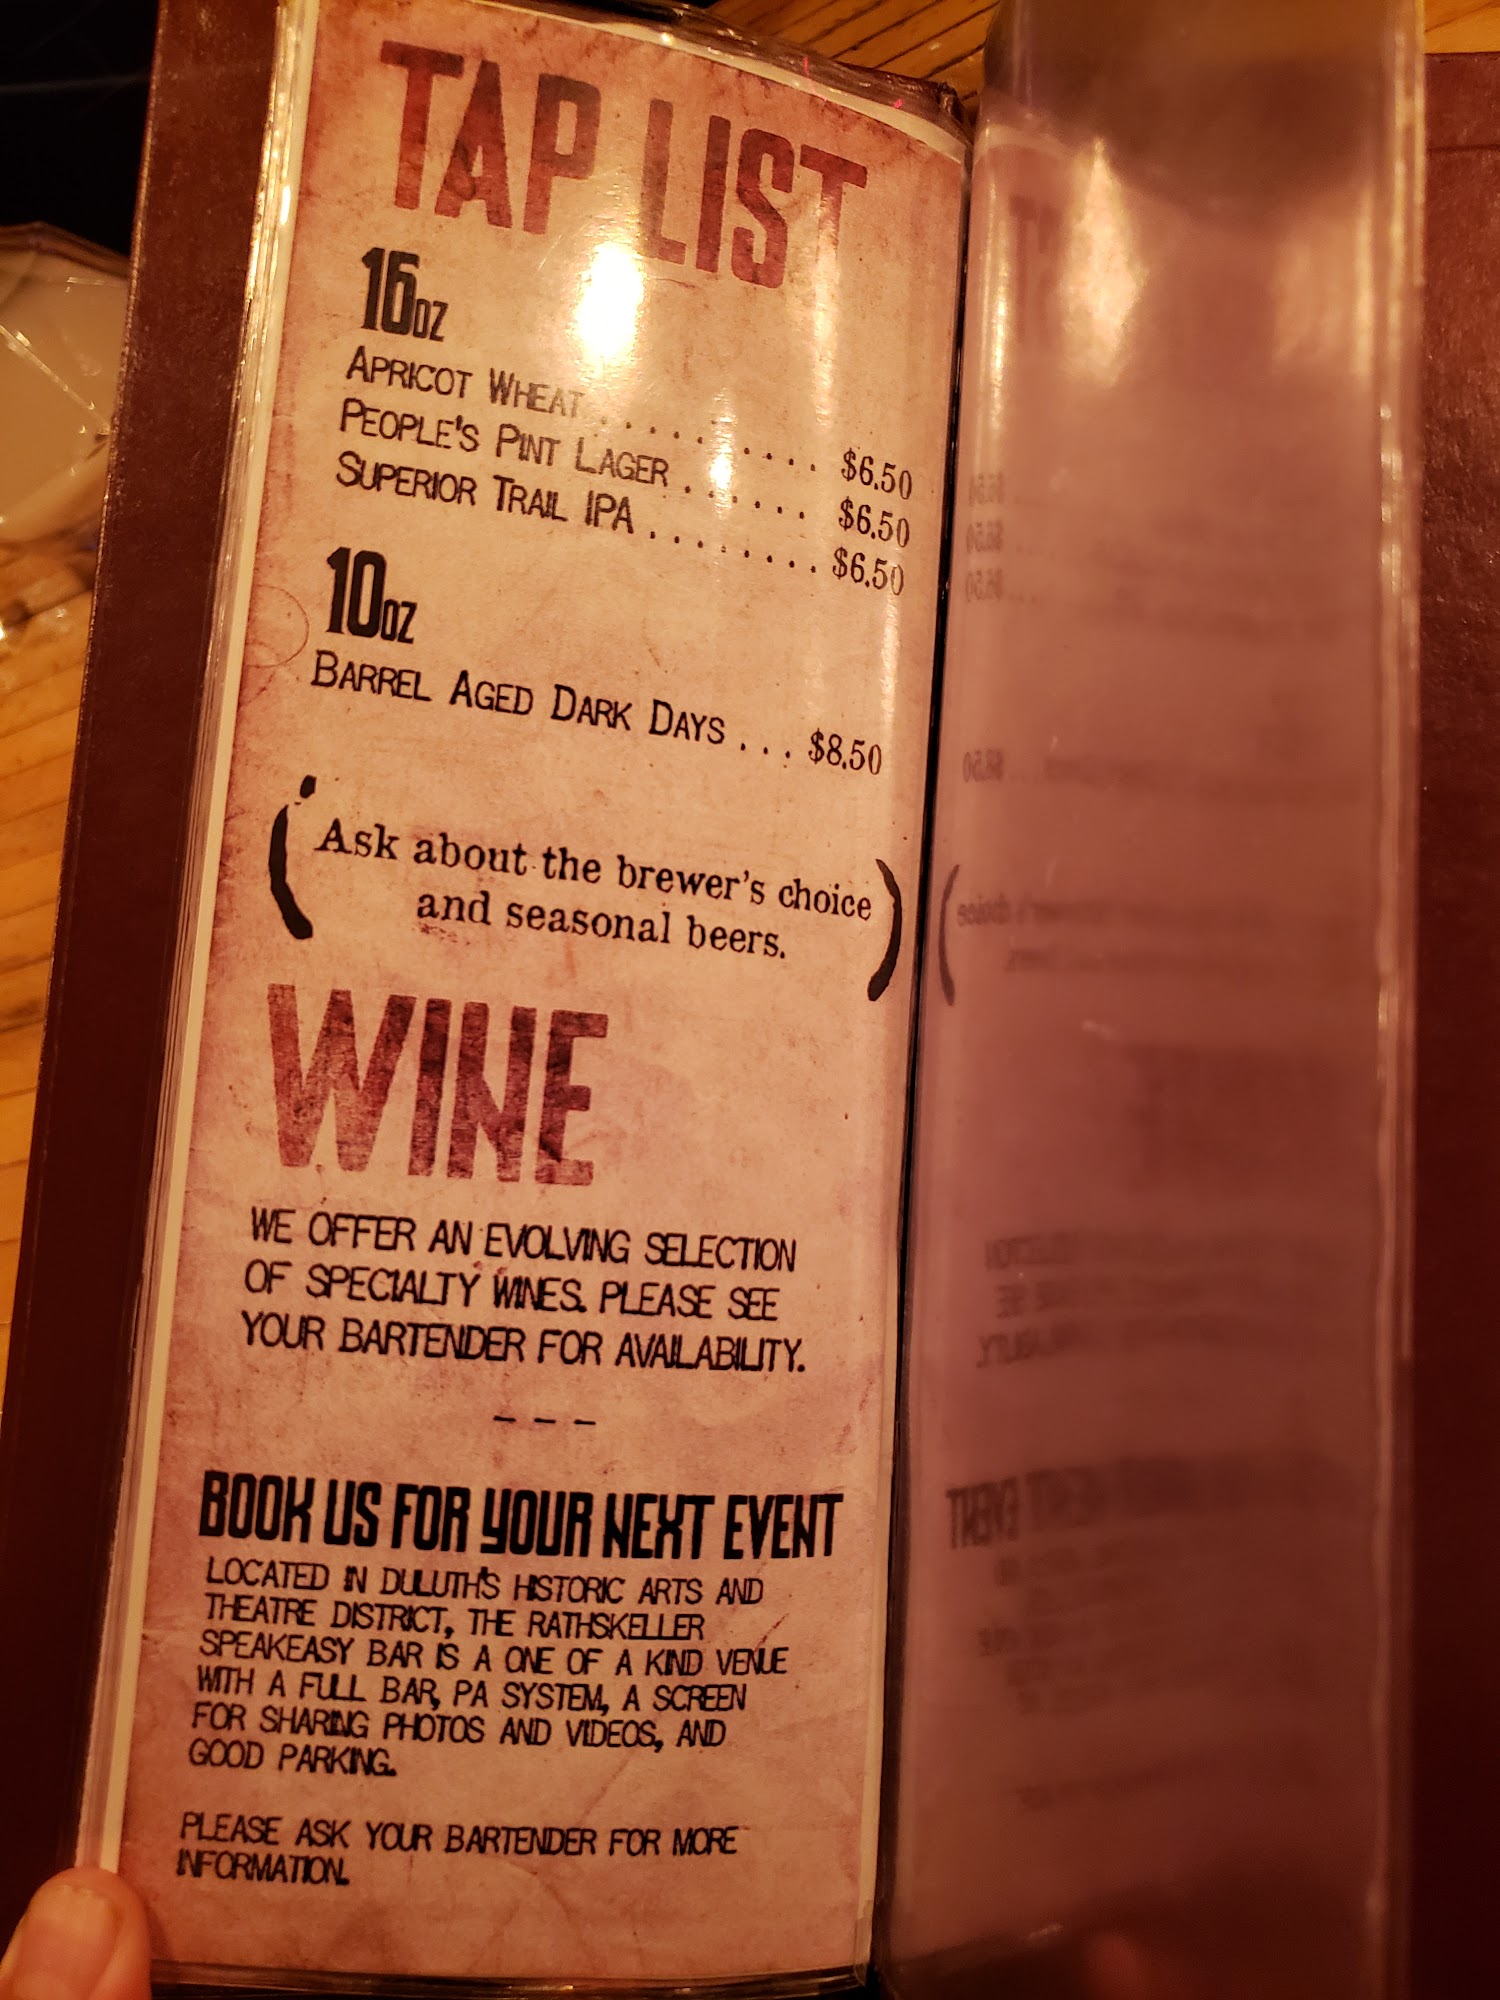 TAP LIST
16oz
APRICOT WHEAT . . . . . . . . . . $6.50
PEOPLE'S PINT LAGER . . . . . . $6.50
SUPERIOR TRAIL IPA . . . . . . . . $6.50
10oz
BARREL AGED DARK DAYS . . . $8.50
(Ask about the brewer's choice
and seasonal beers.)
WINE
WE OFFER AN EVOLVING SELECTION
OF SPECIALTY WINES. PLEASE SEE
YOUR BARTENDER FOR AVAILABILITY.
- - -
BOOK US FOR YOUR NEXT EVENT
LOCATED IN DULUTH'S HISTORIC ARTS AND
THEATRE DISTRICT, THE RATHSKELLER
SPEAKEASY BAR IS A ONE OF A KIND VENUE
WITH A FULL BAR, PA SYSTEM, A SCREEN
FOR SHARING PHOTOS AND VIDEOS, AND
GOOD PARKING.
PLEASE ASK YOUR BARTENDER FOR MORE
INFORMATION.